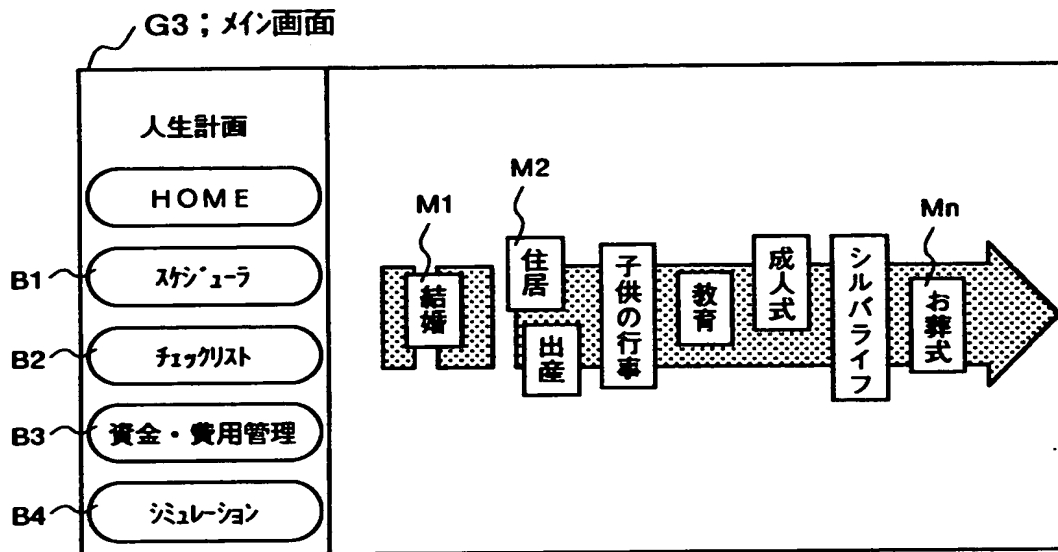 G3；メイン画面
人生計画
HOME
B1
スケジューラ
B2
チェックリスト
B3
資金・費用管理
B4
シミュレーション
M1
結婚
M2
住居
出産
子供の行事
教育
成人式
シルバライフ
Mn
お葬式